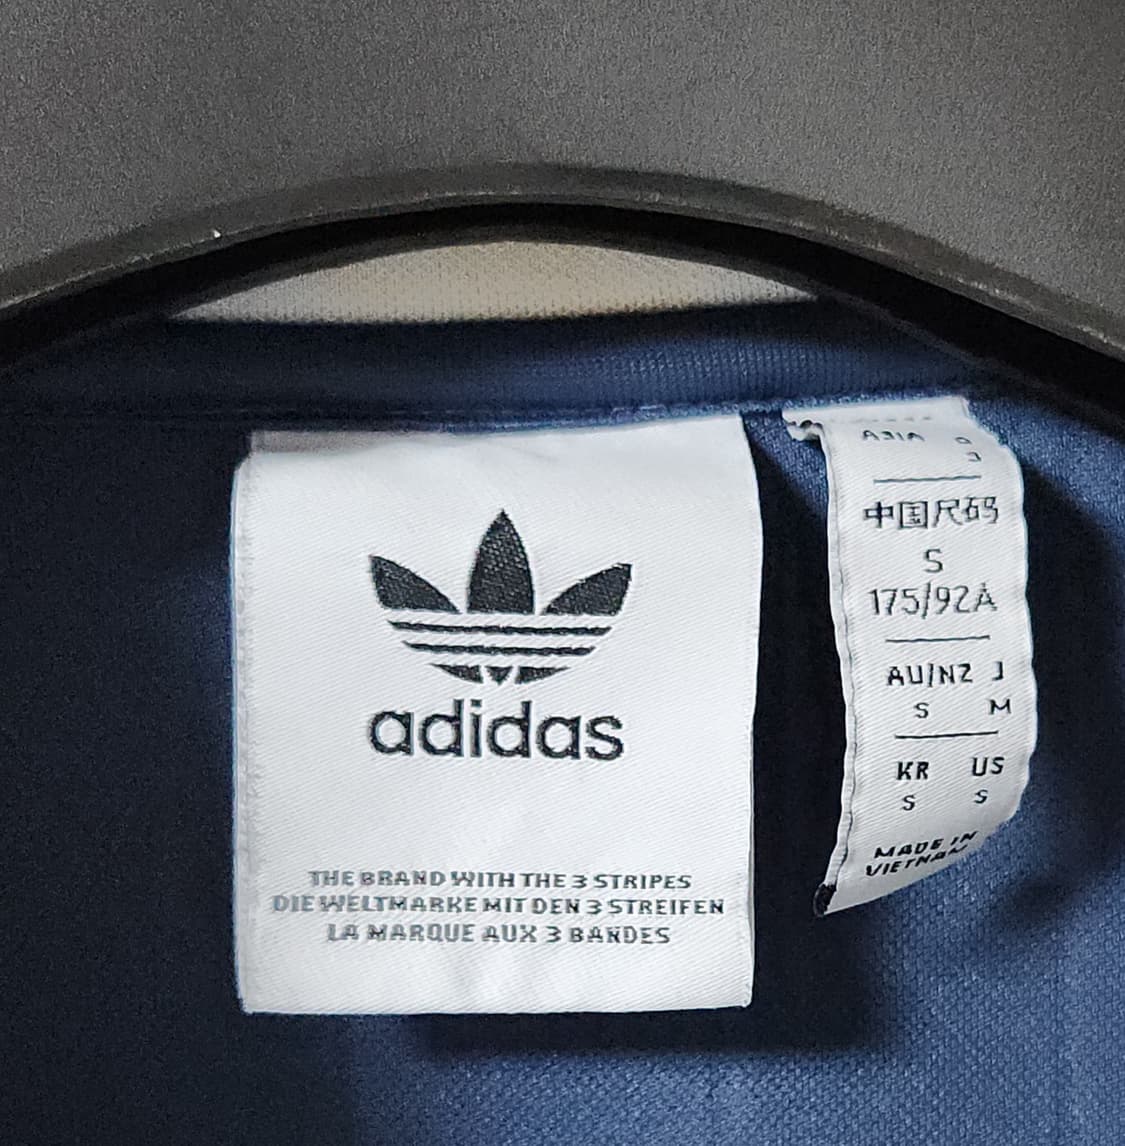 adidas
THE BRAND WITH THE 3 STRIPES
DIE WELTMARKE MIT DEN 3 STREIFEN
LA MARQUE AUX 3 BANDES
ASIA
中国尺码
S
175/92A
AU/NZ J
S M
KR US
S S
MADE IN
VIETNAM